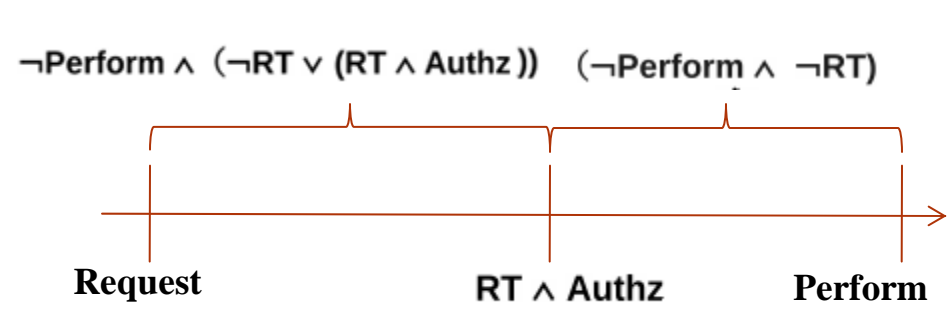 ¬Perform ∧ (¬RT ∨ (RT ∧ Authz)) (¬Perform ∧ ¬RT)
Request RT ∧ Authz Perform